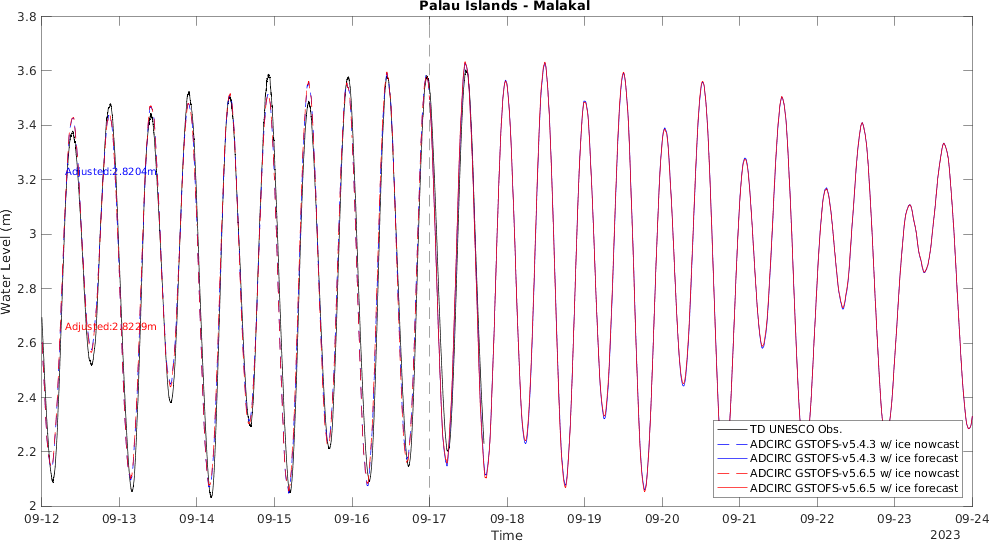 Palau Islands - Malakal
3.8
3.6
3.4
3.2
3
2.8
2.6
2.4
2.2
2
Water Level (m)
Adjusted:2.8204m
Adjusted:2.8229m
TD UNESCO Obs.
ADCIRC GSTOFS-v5.4.3 w/ ice nowcast
ADCIRC GSTOFS-v5.4.3 w/ ice forecast
ADCIRC GSTOFS-v5.6.5 w/ ice nowcast
ADCIRC GSTOFS-v5.6.5 w/ ice forecast
09-12 09-13 09-14 09-15 09-16 09-17 09-18 09-19 09-20 09-21 09-22 09-23 09-24
Time
2023